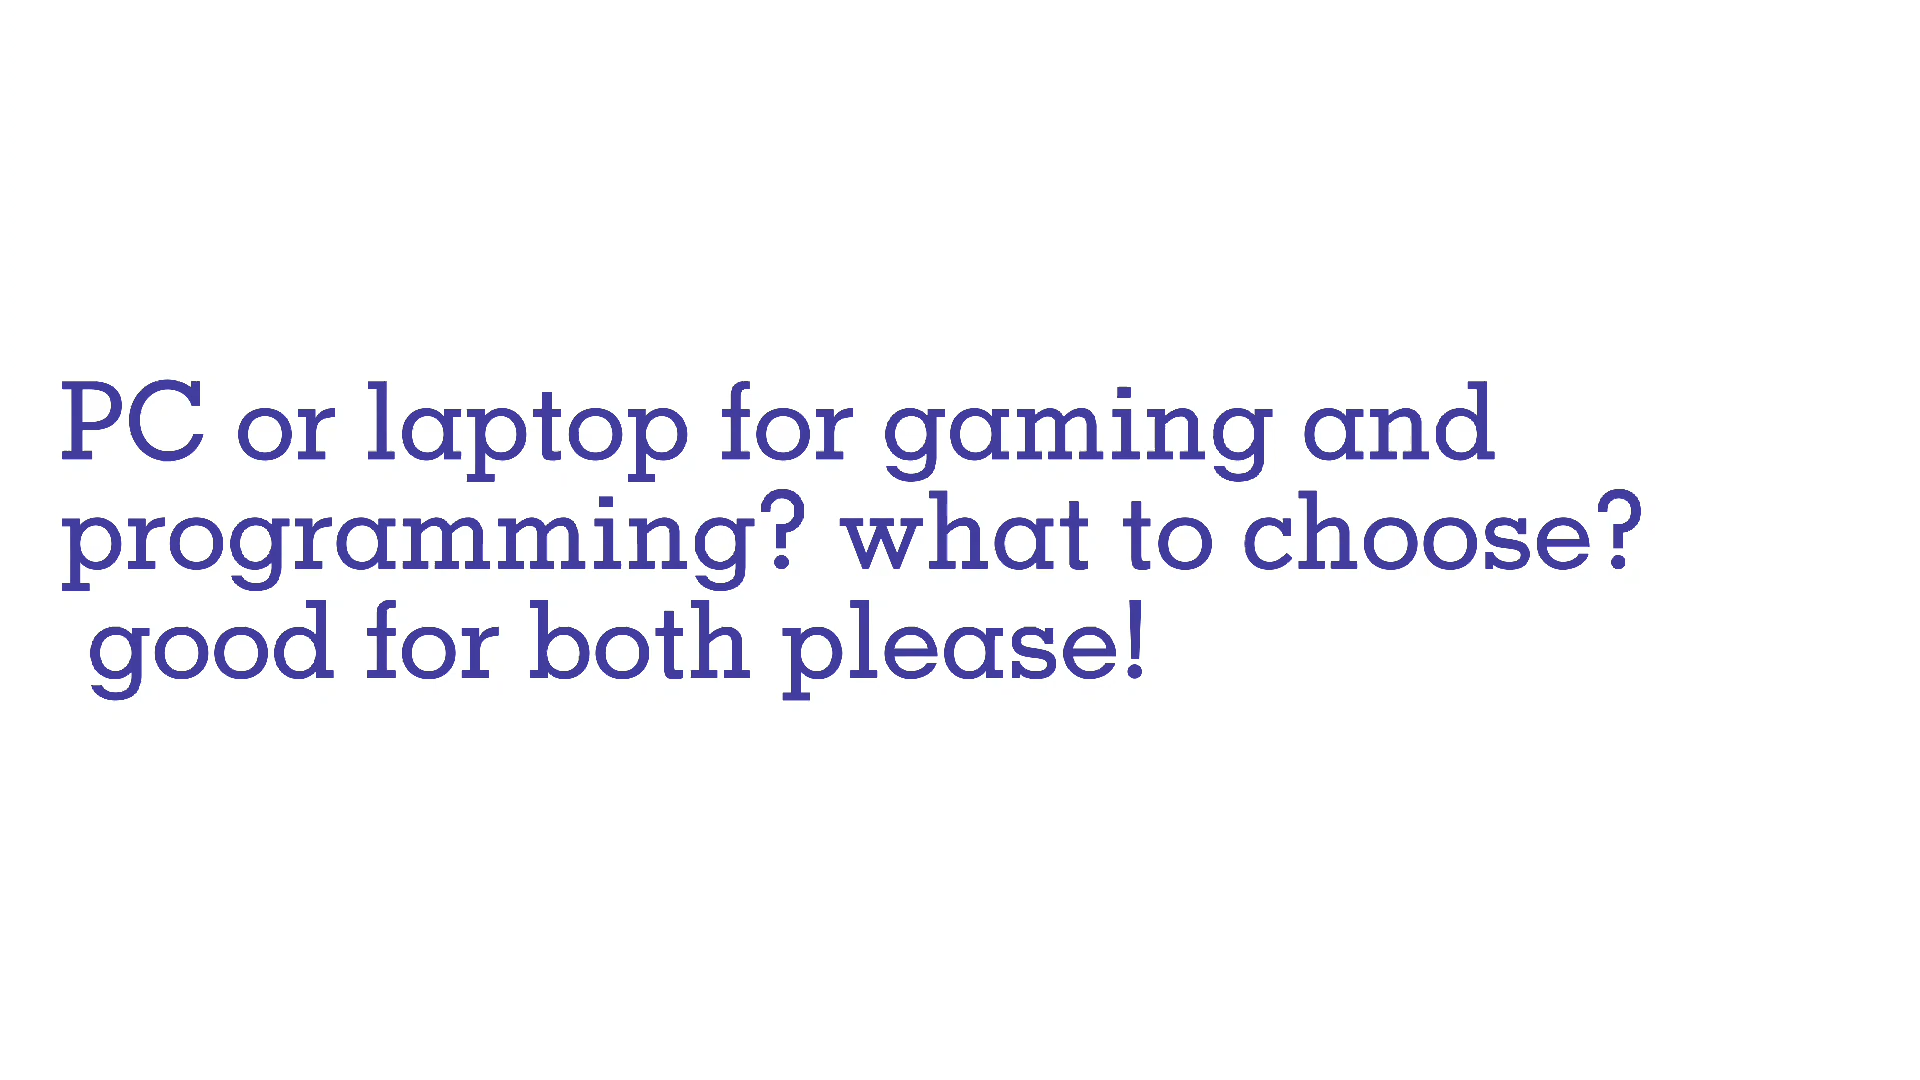 PC or laptop for gaming and
programming? what to choose?
good for both please!